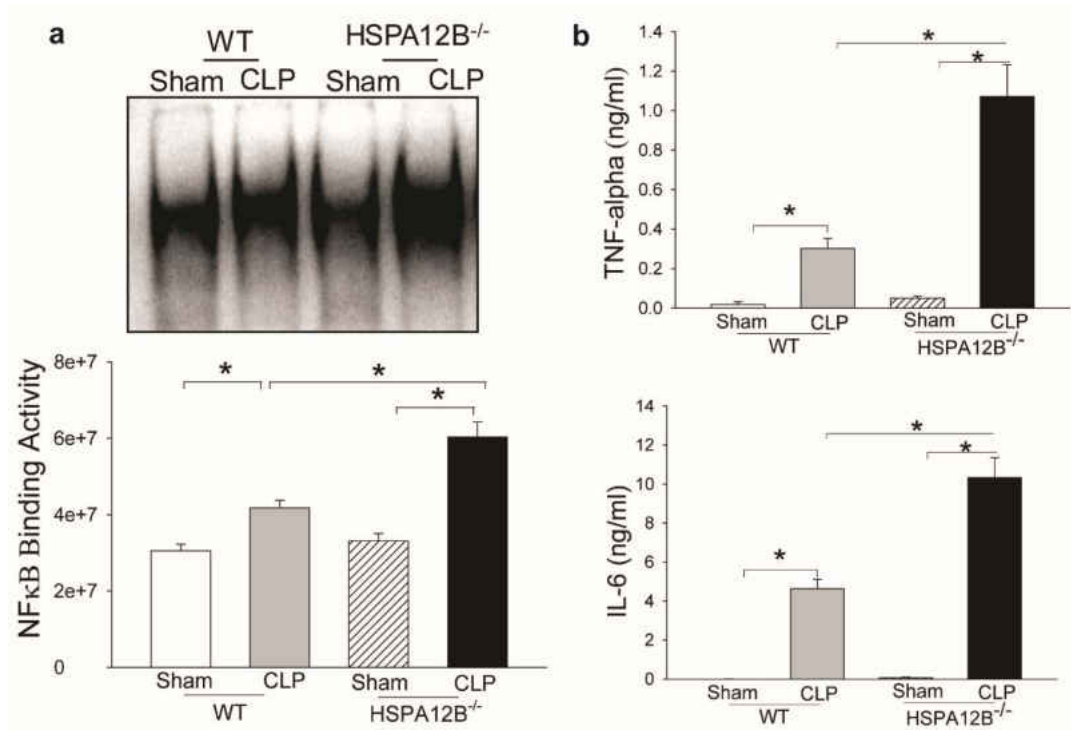 a
WT HSPA12B-/-
Sham CLP Sham CLP
NFκB Binding Activity
8e+7
6e+7
4e+7
2e+7
0
* * *
Sham CLP Sham CLP
WT HSPA12B-/-
b
TNF-alpha (ng/ml)
1.4
1.2
1.0
0.8
0.6
0.4
0.2
0.0
* * *
Sham CLP Sham CLP
WT HSPA12B-/-
IL-6 (ng/ml)
14
12
10
8
6
4
2
0
* * *
Sham CLP Sham CLP
WT HSPA12B-/-